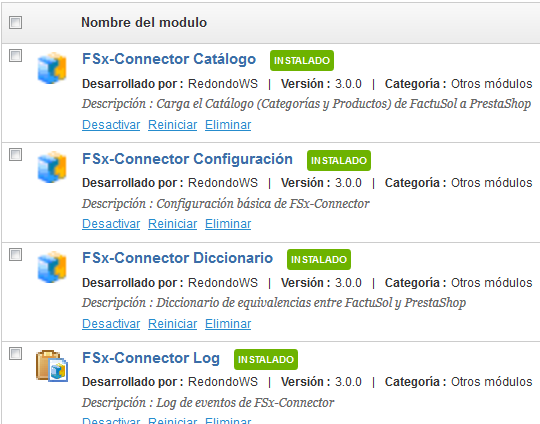 Nombre del modulo
FSx-Connector Catálogo INSTALADO
Desarrollado por : RedondoWS | Versión : 3.0.0 | Categoría : Otros módulos
Descripción : Carga el Catálogo (Categorías y Productos) de FactuSol a PrestaShop
Desactivar Reiniciar Eliminar
FSx-Connector Configuración INSTALADO
Desarrollado por : RedondoWS | Versión : 3.0.0 | Categoría : Otros módulos
Descripción : Configuración básica de FSx-Connector
Desactivar Reiniciar Eliminar
FSx-Connector Diccionario INSTALADO
Desarrollado por : RedondoWS | Versión : 3.0.0 | Categoría : Otros módulos
Descripción : Diccionario de equivalencias entre FactuSol y PrestaShop
Desactivar Reiniciar Eliminar
FSx-Connector Log INSTALADO
Desarrollado por : RedondoWS | Versión : 3.0.0 | Categoría : Otros módulos
Descripción : Log de eventos de FSx-Connector
Desactivar Reiniciar Eliminar